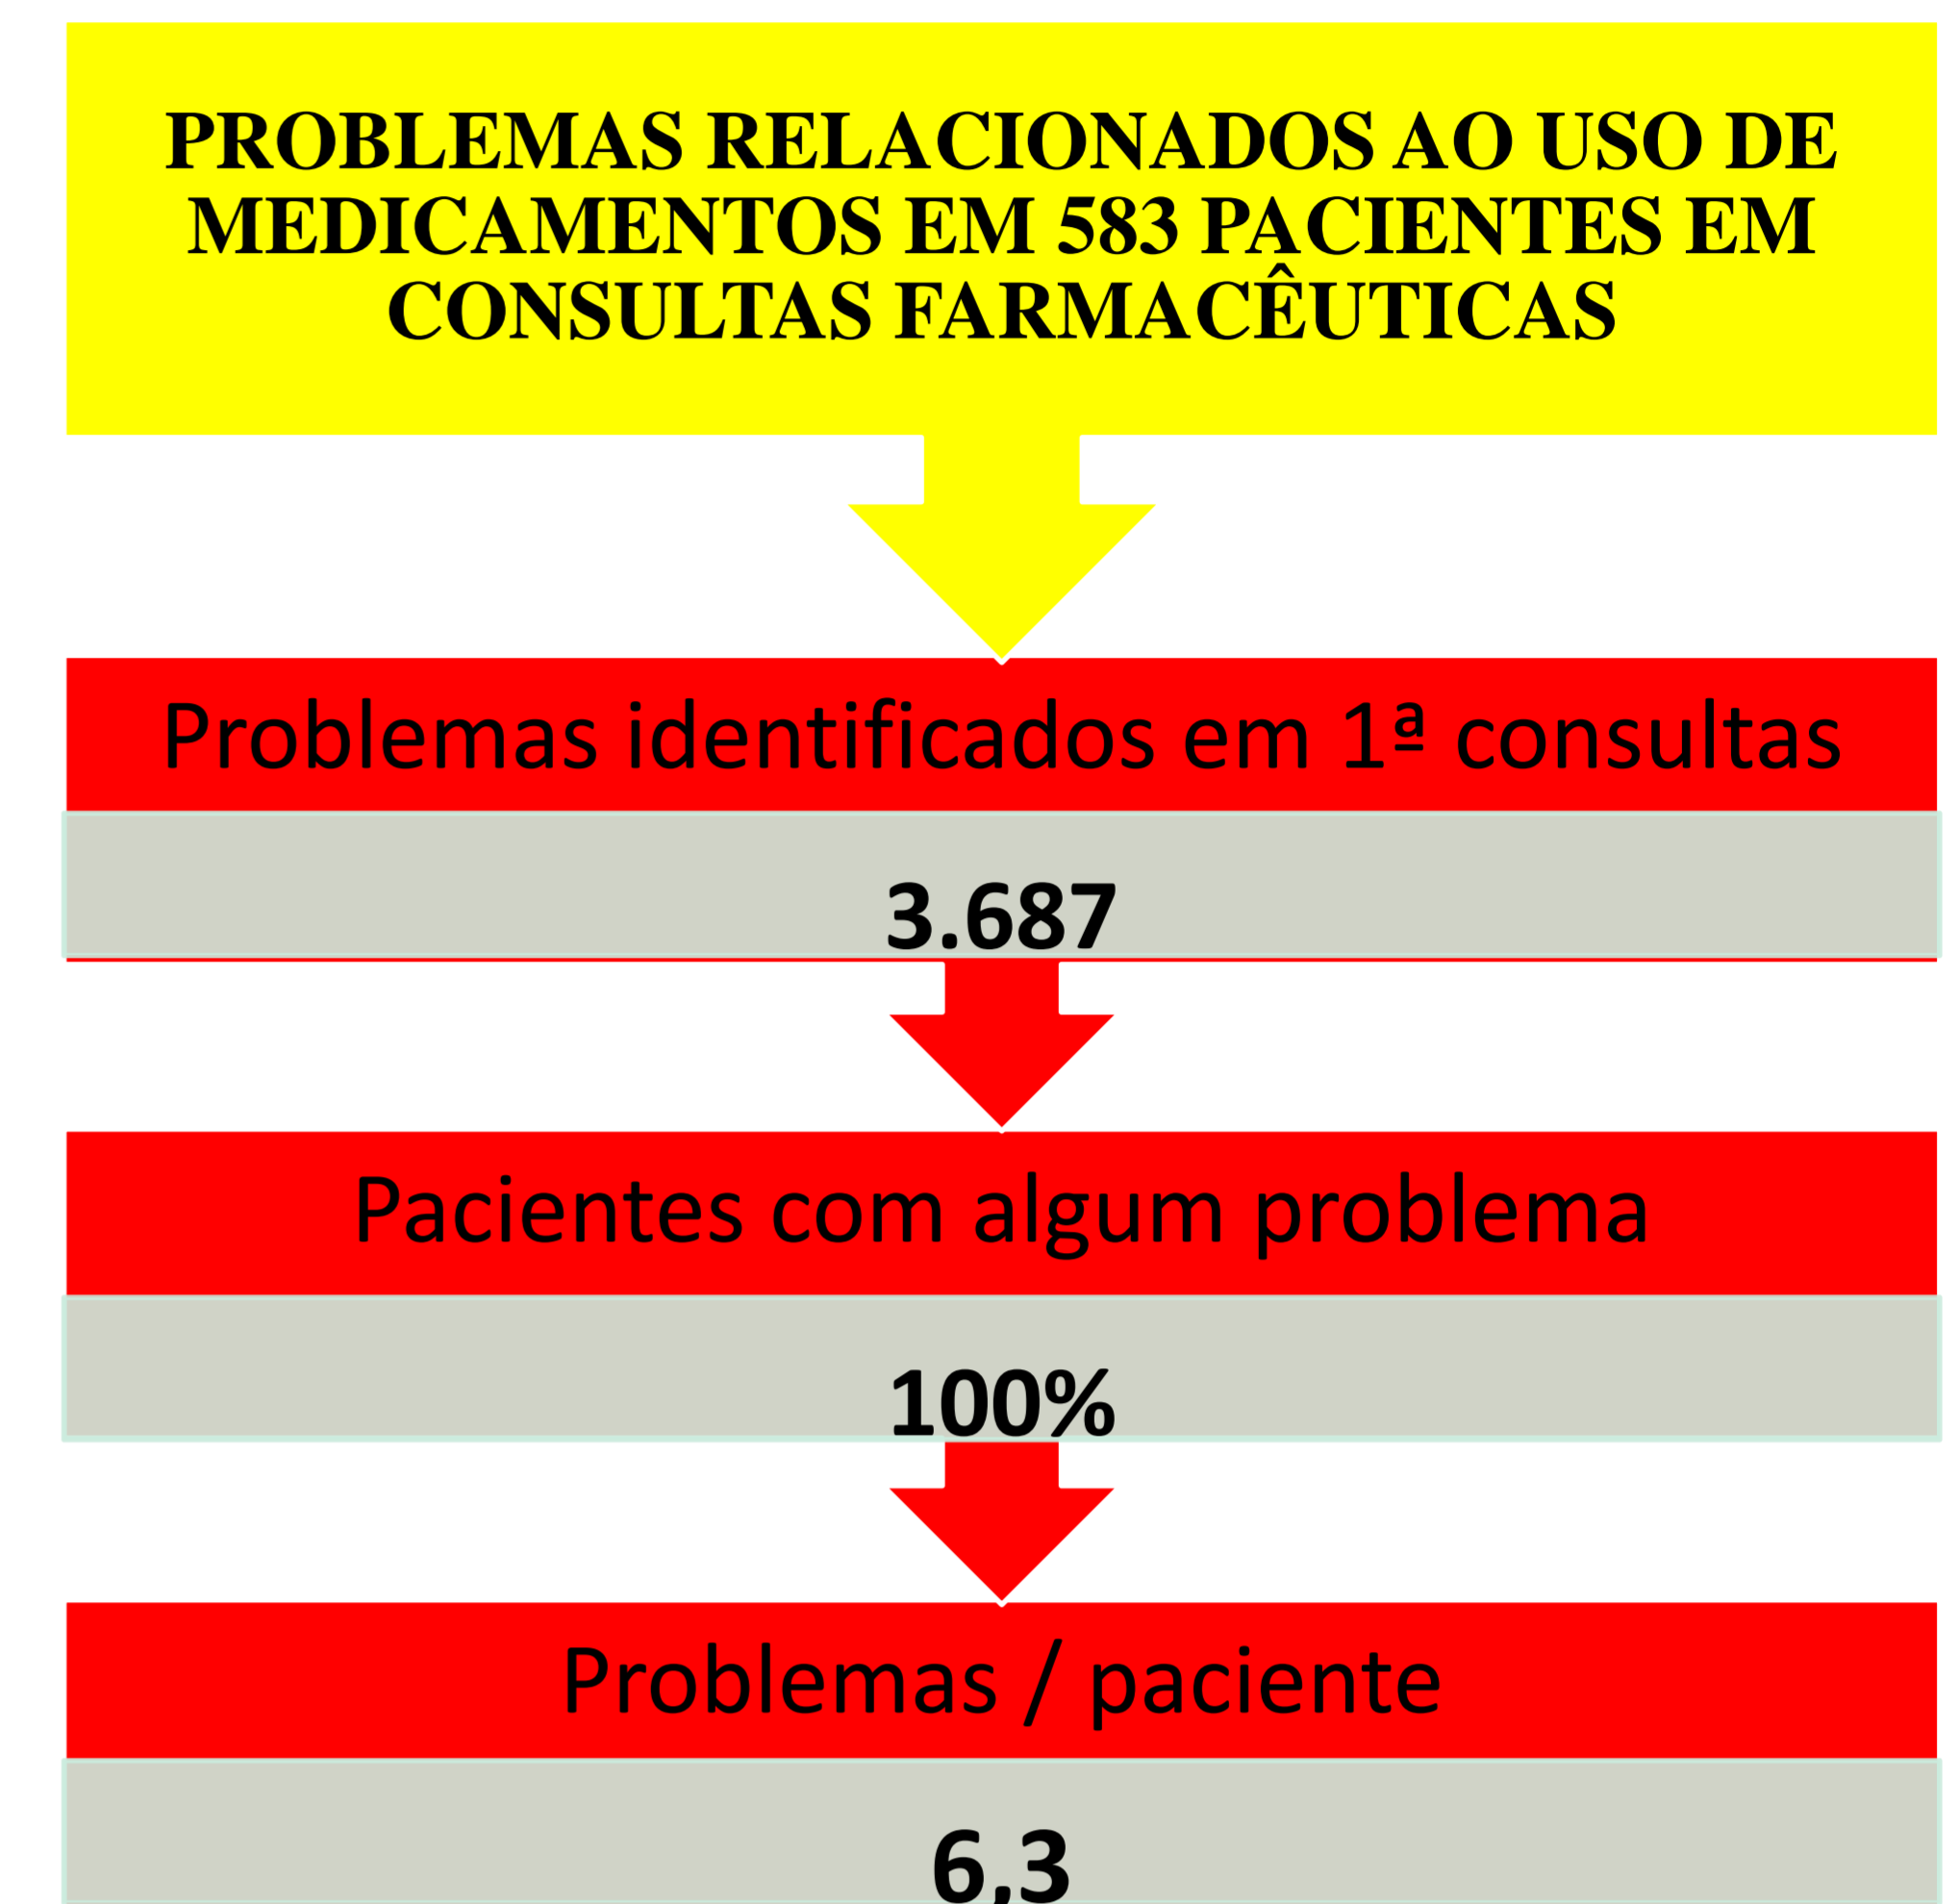 PROBLEMAS RELACIONADOS AO USO DE
MEDICAMENTOS EM 583 PACIENTES EM
CONSULTAS FARMACÊUTICAS
Problemas identificados em 1ª consultas
3.687
Pacientes com algum problema
100%
Problemas / paciente
6,3